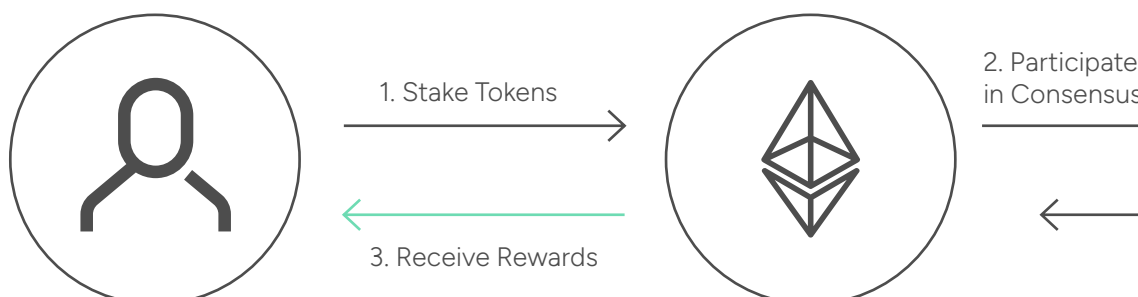 1. Stake Tokens
2. Participate
in Consensus
3. Receive Rewards